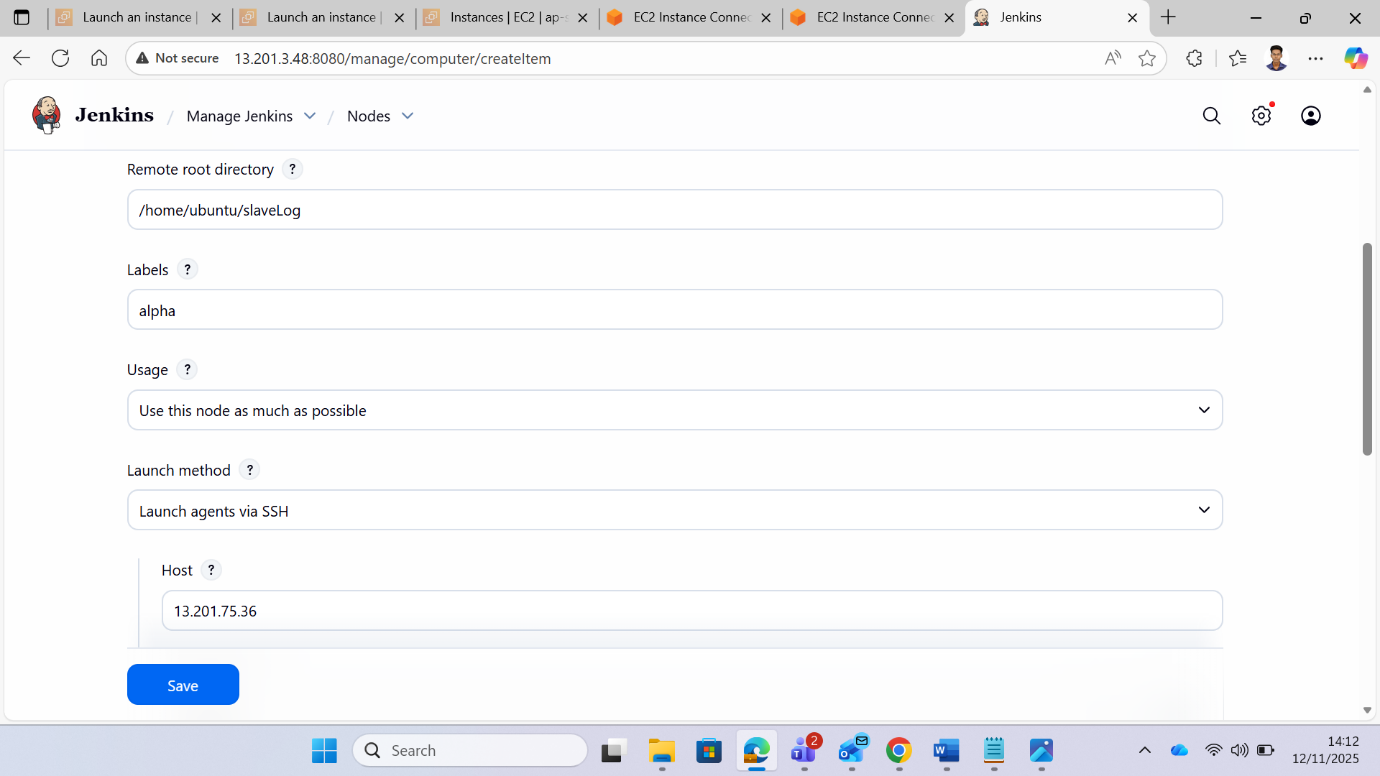 Launch an instance |
Launch an instance |
Instances | EC2 | ap-s
EC2 Instance Connec
EC2 Instance Connec
Jenkins
Not secure
13.201.3.48:8080/manage/computer/createItem
Jenkins / Manage Jenkins / Nodes
Remote root directory ?
/home/ubuntu/slaveLog
Labels ?
alpha
Usage ?
Use this node as much as possible
Launch method ?
Launch agents via SSH
Host ?
13.201.75.36
Save
Search
2
14:12
12/11/2025